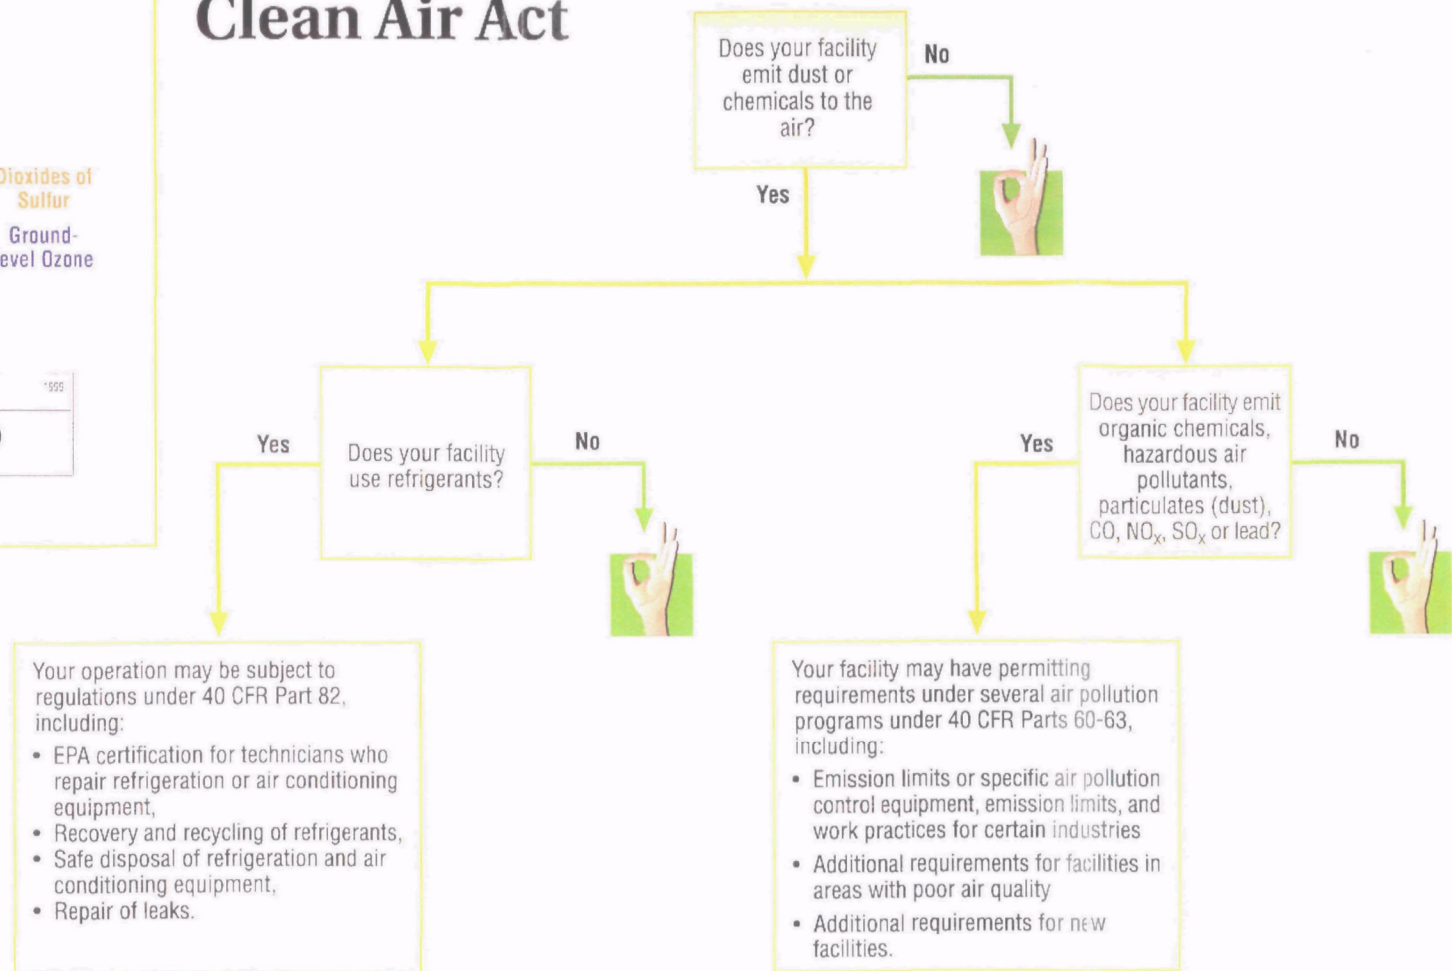 Clean Air Act
Does your facility
emit dust or
chemicals to the
air?
No
Yes
Dioxides of
Sulfur
Ground-
evel Ozone
Yes
Does your facility
use refrigerants?
No
Yes
Does your facility emit
organic chemicals,
hazardous air
pollutants,
particulates (dust),
CO, NOx, SOx or lead?
No
Your operation may be subject to
regulations under 40 CFR Part 82,
including:
• EPA certification for technicians who
repair refrigeration or air conditioning
equipment,
• Recovery and recycling of refrigerants,
• Safe disposal of refrigeration and air
conditioning equipment,
• Repair of leaks.
Your facility may have permitting
requirements under several air pollution
programs under 40 CFR Parts 60-63,
including:
• Emission limits or specific air pollution
control equipment, emission limits, and
work practices for certain industries
• Additional requirements for facilities in
areas with poor air quality
• Additional requirements for new
facilities.